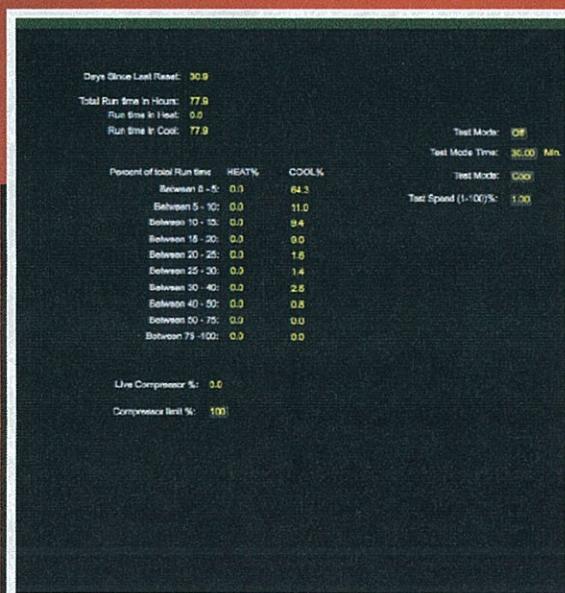 Days Since Last Reset: 30.9
Total Run time in Hours: 77.9
Run time in Heat: 0.0
Run time in Cool: 77.9
Test Mode: Off
Test Mode Time: 30.00 Min.
Test Mode: Cool
Test Speed (1-100)%: 1.00
Percent of total Run time HEAT% COOL%
Between 0 - 5: 0.0 64.3
Between 5 - 10: 0.0 11.0
Between 10 - 15: 0.0 9.4
Between 15 - 20: 0.0 9.0
Between 20 - 25: 0.0 1.6
Between 25 - 30: 0.0 1.4
Between 30 - 40: 0.0 2.6
Between 40 - 50: 0.0 0.8
Between 50 - 75: 0.0 0.0
Between 75 -100: 0.0 0.0
Live Compressor %: 0.0
Compressor limit %: 100